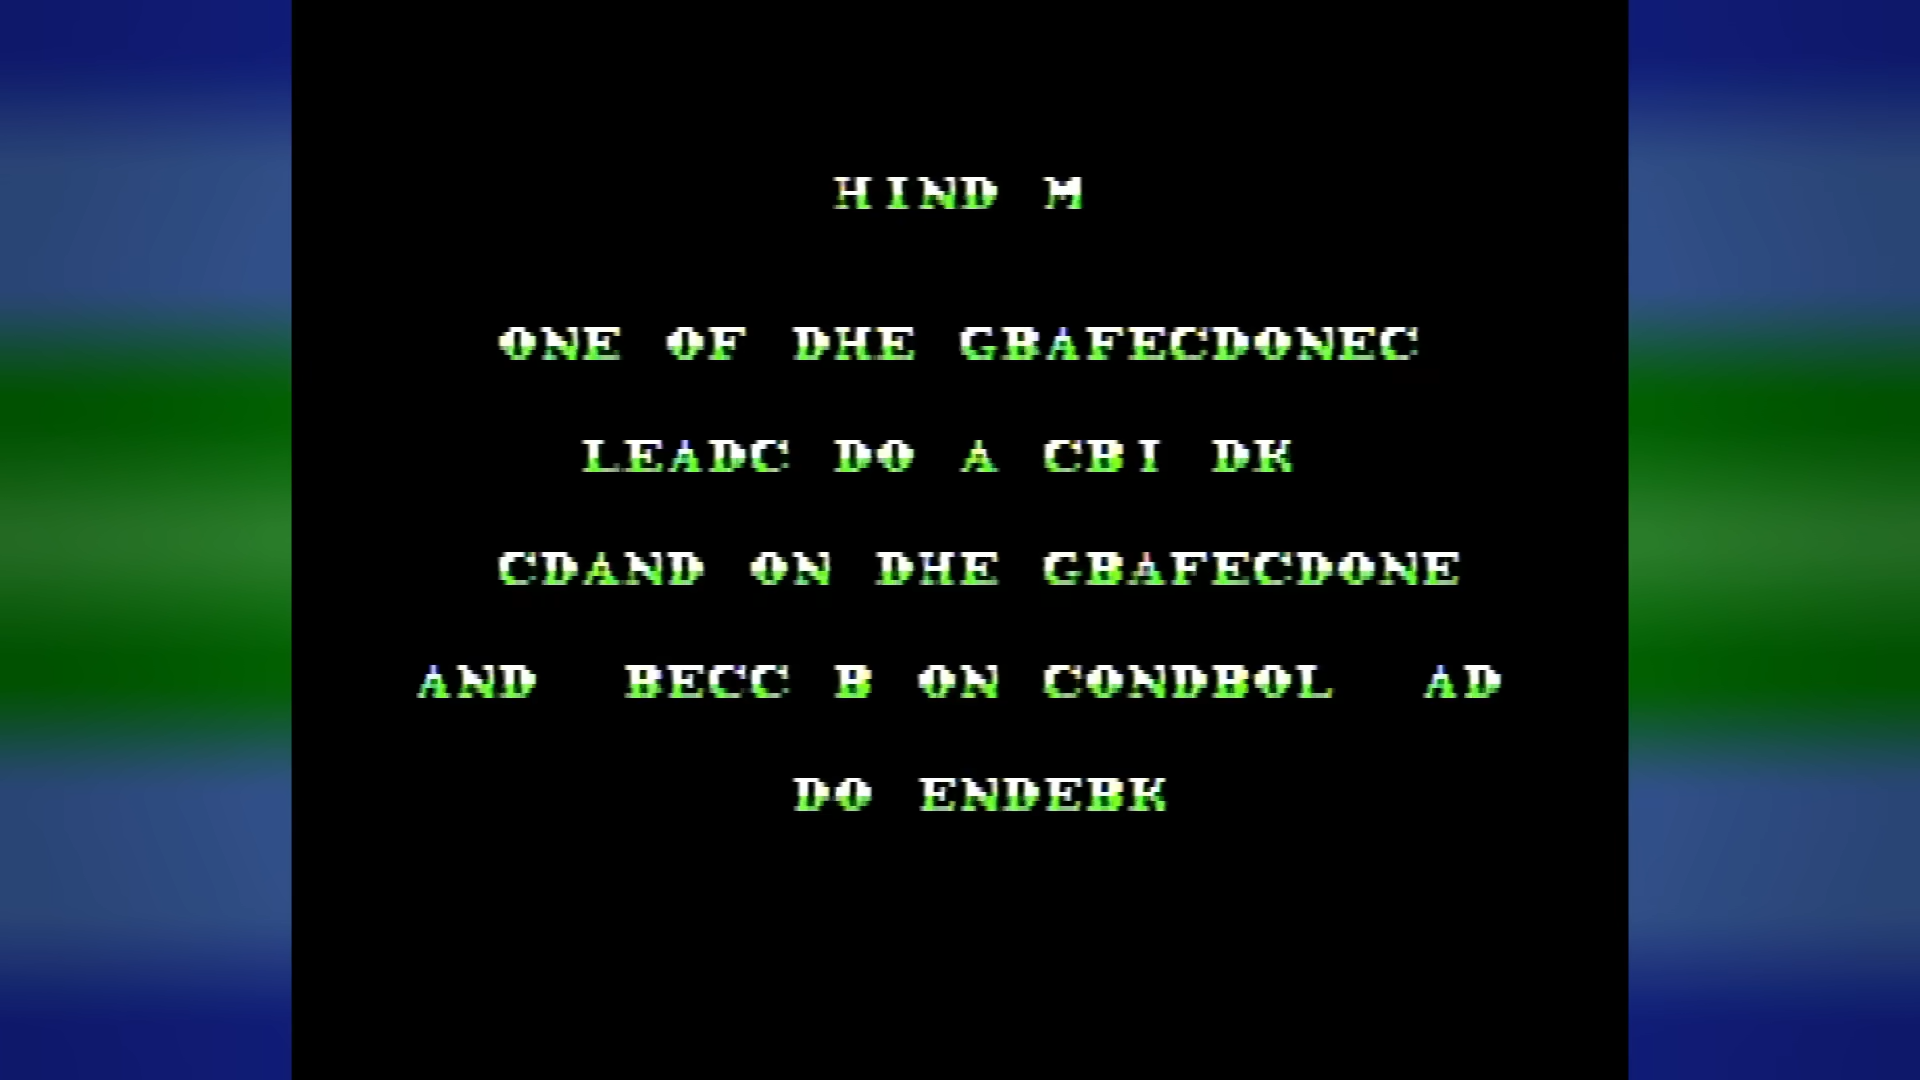 HIND M
ONE OF DHE GBAFECDONEC
LEADC DO A CBI DK
CDAND ON DHE GBAFECDONE
AND BECC B ON CONDBOL AD
DO ENDEBK